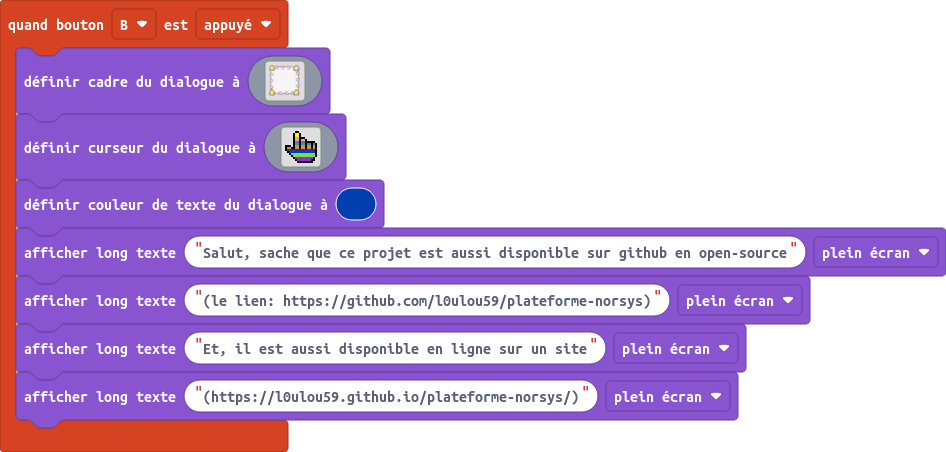 quand bouton B est appuyé
définir cadre du dialogue à
définir curseur du dialogue à
définir couleur de texte du dialogue à
afficher long texte "Salut, sache que ce projet est aussi disponible sur github en open-source" plein écran
afficher long texte "(le lien: https://github.com/l0ulou59/plateforme-norsys)" plein écran
afficher long texte "Et, il est aussi disponible en ligne sur un site" plein écran
afficher long texte "(https://l0ulou59.github.io/plateforme-norsys/)" plein écran